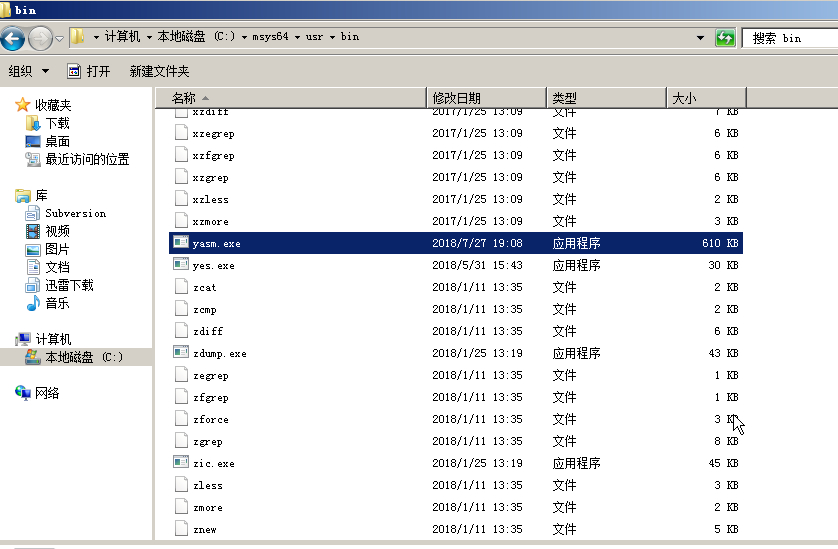 bin
计算机 本地磁盘 (C:) msys64 usr bin 搜索 bin
组织 打开 新建文件夹
收藏夹
下载
桌面
最近访问的位置
库
Subversion
视频
图片
文档
迅雷下载
音乐
计算机
本地磁盘 (C:)
网络
名称 修改日期 类型 大小
xzdiff 2017/1/25 13:09 文件 7 KB
xzegrep 2017/1/25 13:09 文件 6 KB
xzfgrep 2017/1/25 13:09 文件 6 KB
xzgrep 2017/1/25 13:09 文件 6 KB
xzless 2017/1/25 13:09 文件 2 KB
xzmore 2017/1/25 13:09 文件 3 KB
yasm.exe 2018/7/27 19:08 应用程序 610 KB
yes.exe 2018/5/31 15:43 应用程序 30 KB
zcat 2018/1/11 13:35 文件 2 KB
zcmp 2018/1/11 13:35 文件 2 KB
zdiff 2018/1/11 13:35 文件 6 KB
zdump.exe 2018/1/25 13:19 应用程序 43 KB
zegrep 2018/1/11 13:35 文件 1 KB
zfgrep 2018/1/11 13:35 文件 1 KB
zforce 2018/1/11 13:35 文件 3 KB
zgrep 2018/1/11 13:35 文件 8 KB
zic.exe 2018/1/25 13:19 应用程序 45 KB
zless 2018/1/11 13:35 文件 3 KB
zmore 2018/1/11 13:35 文件 2 KB
znew 2018/1/11 13:35 文件 5 KB